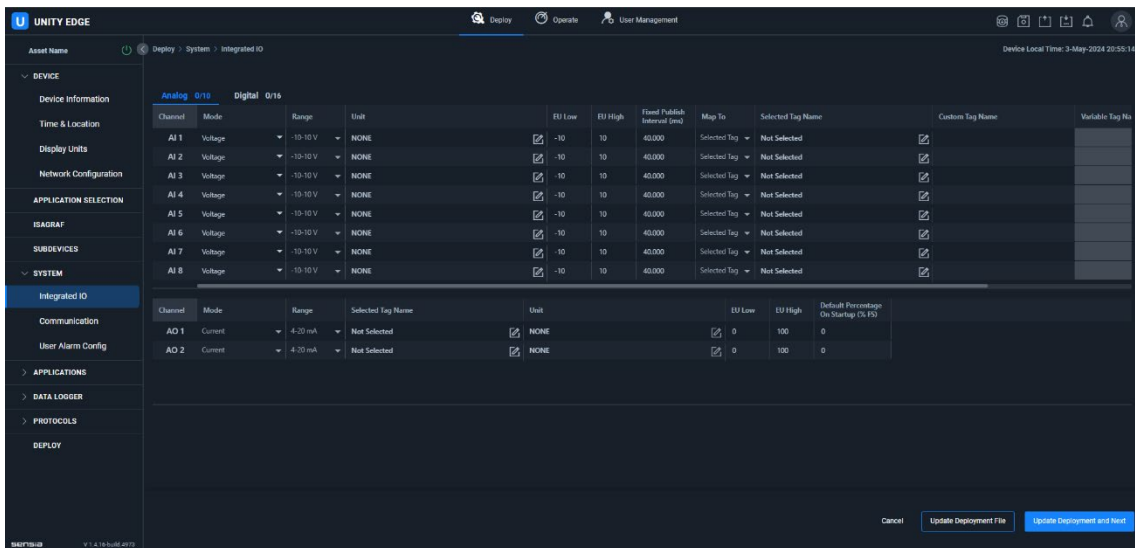 U UNITY EDGE
Deploy
Operate
User Management
Asset Name
Deploy > System > Integrated IO
Device Local Time: 3-May-2024 20:55:14
DEVICE
Device Information
Time & Location
Display Units
Network Configuration
APPLICATION SELECTION
ISAGRAF
SUBDEVICES
SYSTEM
Integrated IO
Communication
User Alarm Config
APPLICATIONS
DATA LOGGER
PROTOCOLS
DEPLOY
sensia V 1.4.16-build.4973
Analog 0/10 Digital 0/16
Channel Mode Range Unit EU Low EU High Fixed Publish Interval (ms) Map To Selected Tag Name Custom Tag Name Variable Tag Na
AI 1 Voltage -10-10 V NONE -10 10 40.000 Selected Tag Not Selected
AI 2 Voltage -10-10 V NONE -10 10 40.000 Selected Tag Not Selected
AI 3 Voltage -10-10 V NONE -10 10 40.000 Selected Tag Not Selected
AI 4 Voltage -10-10 V NONE -10 10 40.000 Selected Tag Not Selected
AI 5 Voltage -10-10 V NONE -10 10 40.000 Selected Tag Not Selected
AI 6 Voltage -10-10 V NONE -10 10 40.000 Selected Tag Not Selected
AI 7 Voltage -10-10 V NONE -10 10 40.000 Selected Tag Not Selected
AI 8 Voltage -10-10 V NONE -10 10 40.000 Selected Tag Not Selected
Channel Mode Range Selected Tag Name Unit EU Low EU High Default Percentage On Startup (% FS)
AO 1 Current 4-20 mA Not Selected NONE 0 100 0
AO 2 Current 4-20 mA Not Selected NONE 0 100 0
Cancel
Update Deployment File
Update Deployment and Next